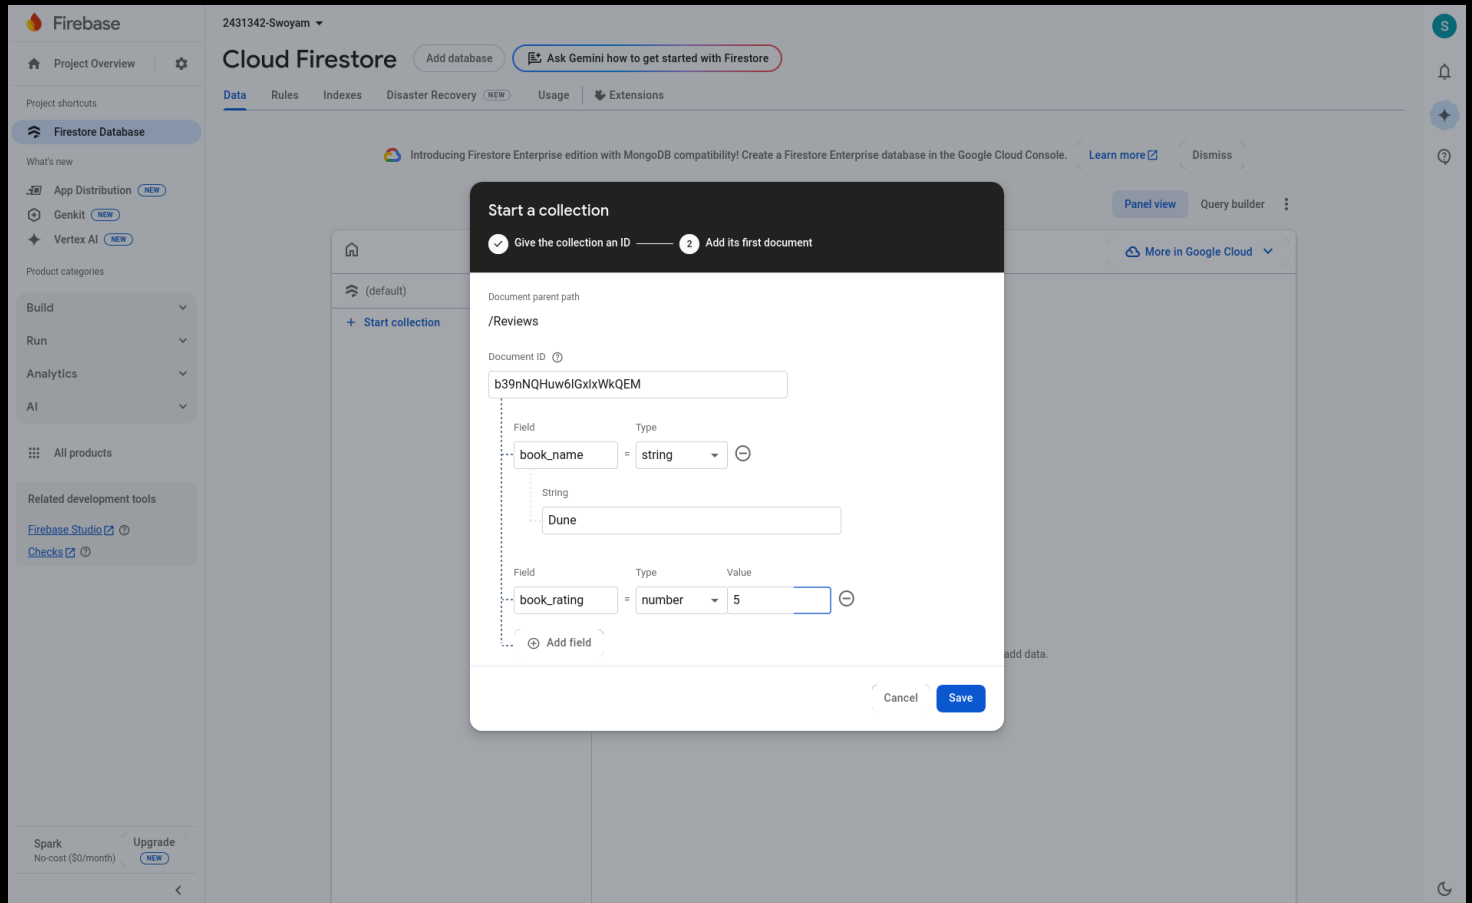 Firebase
2431342-Swoyam
S
Project Overview
Cloud Firestore
Add database
Ask Gemini how to get started with Firestore
Project shortcuts
Data
Rules
Indexes
Disaster Recovery NEW
Usage
Extensions
Firestore Database
What's new
Introducing Firestore Enterprise edition with MongoDB compatibility! Create a Firestore Enterprise database in the Google Cloud Console.
Learn more
Dismiss
App Distribution NEW
Genkit NEW
Vertex AI NEW
Panel view
Query builder
Product categories
Build
Run
Analytics
AI
All products
Related development tools
Firebase Studio
Checks
More in Google Cloud
(default)
Start collection
Start a collection
Give the collection an ID
2 Add its first document
Document parent path
/Reviews
Document ID
b39nNQHuw6IGxlxWkQEM
Field Type
book_name = string
String
Dune
Field Type Value
book_rating = number 5
Add field
add data.
Cancel
Save
Spark
No-cost ($0/month)
Upgrade
NEW